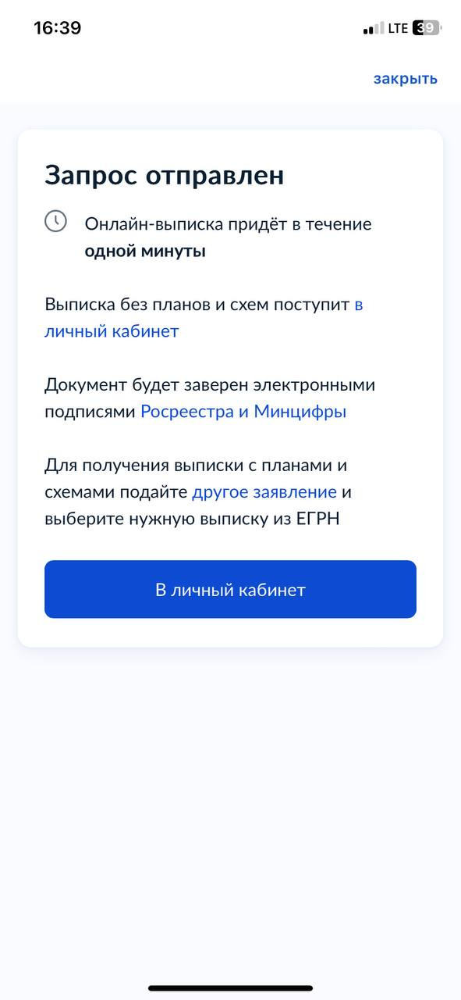 16:39 LTE 39
закрыть
Запрос отправлен
Онлайн-выписка придёт в течение
одной минуты
Выписка без планов и схем поступит в
личный кабинет
Документ будет заверен электронными
подписями Росреестра и Минцифры
Для получения выписки с планами и
схемами подайте другое заявление и
выберите нужную выписку из ЕГРН
В личный кабинет